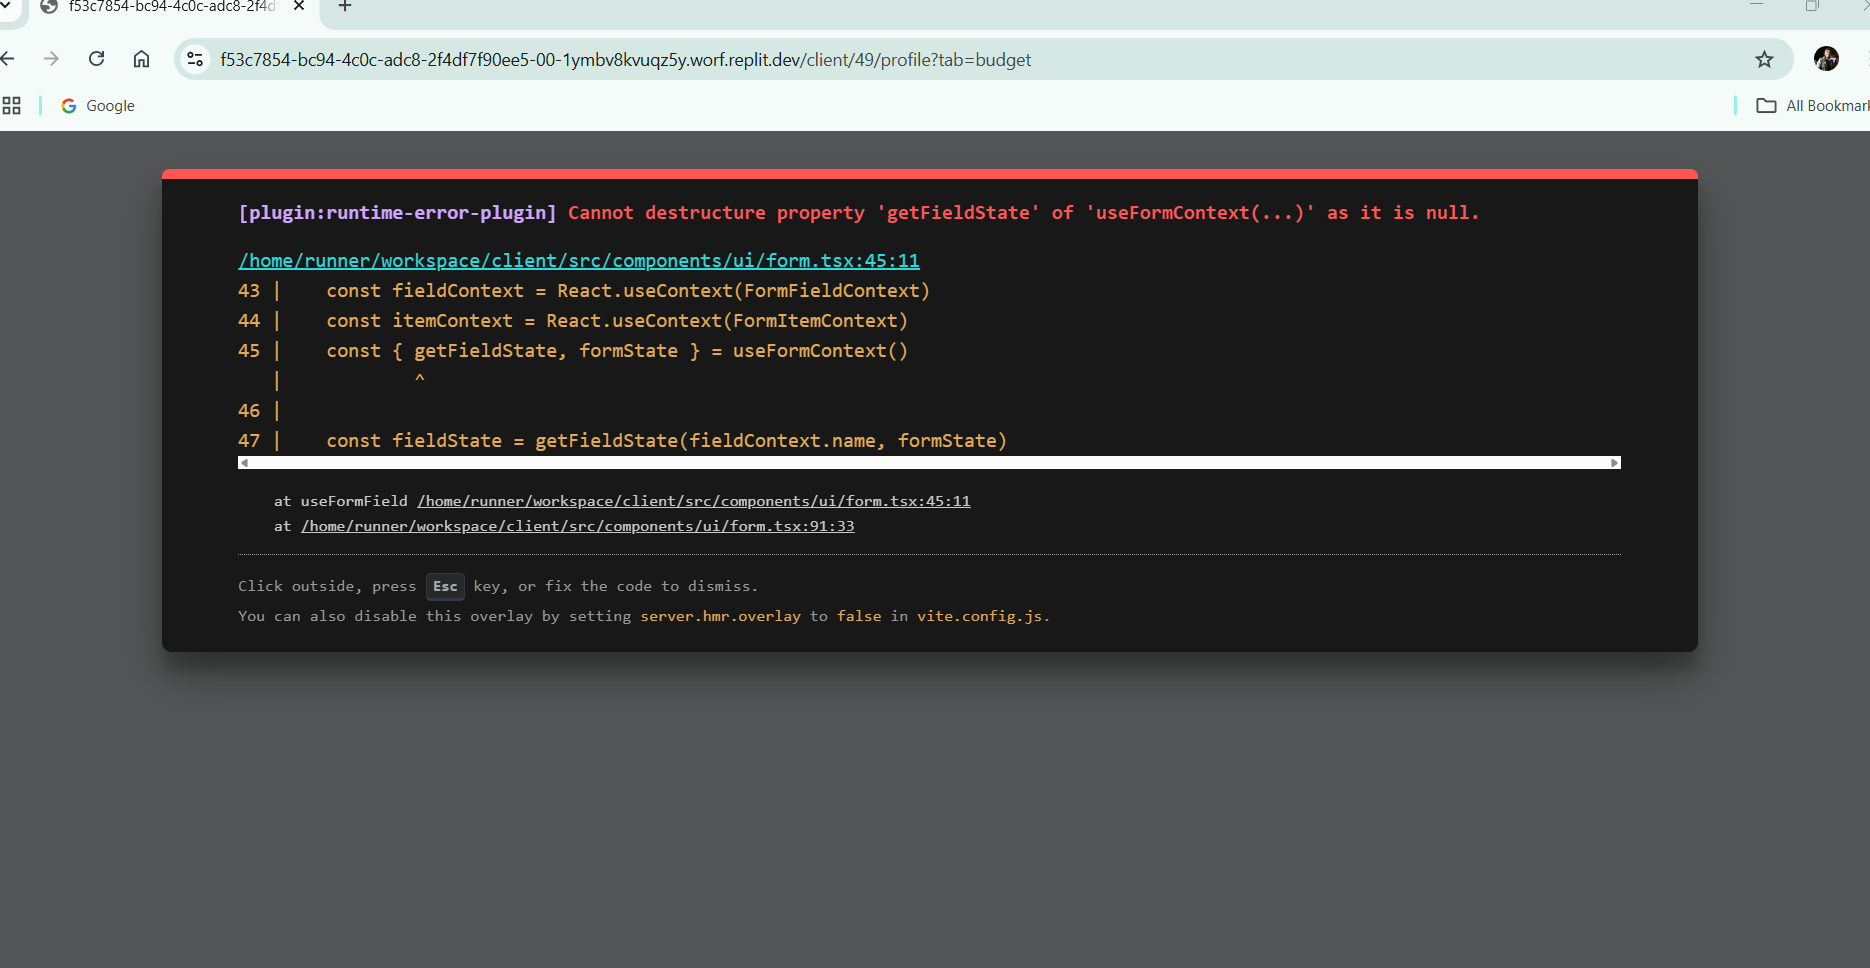 f53c7854-bc94-4c0c-adc8-2f4d
f53c7854-bc94-4c0c-adc8-2f4df7f90ee5-00-1ymbv8kvuqz5y.worf.replit.dev/client/49/profile?tab=budget
Google
All Bookmark
[plugin:runtime-error-plugin] Cannot destructure property 'getFieldState' of 'useFormContext(...)' as it is null.
/home/runner/workspace/client/src/components/ui/form.tsx:45:11
43 |    const fieldContext = React.useContext(FormFieldContext)
44 |    const itemContext = React.useContext(FormItemContext)
45 |    const { getFieldState, formState } = useFormContext()
   |            ^
46 |
47 |    const fieldState = getFieldState(fieldContext.name, formState)
at useFormField /home/runner/workspace/client/src/components/ui/form.tsx:45:11
at /home/runner/workspace/client/src/components/ui/form.tsx:91:33
Click outside, press Esc key, or fix the code to dismiss.
You can also disable this overlay by setting server.hmr.overlay to false in vite.config.js.